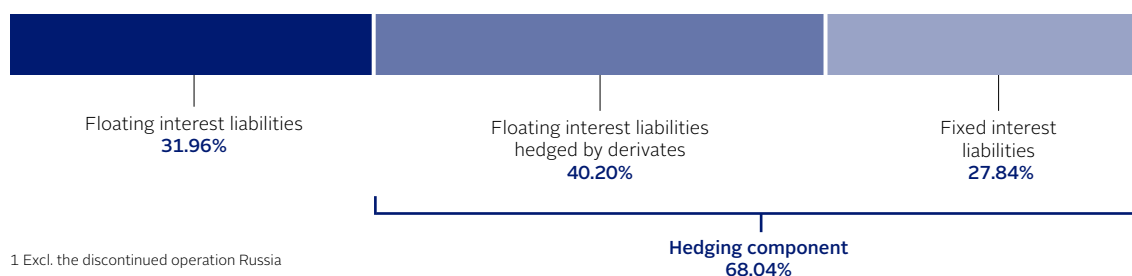 Floating interest liabilities
31.96%
Floating interest liabilities
hedged by derivates
40.20%
Fixed interest
liabilities
27.84%
Hedging component
68.04%
1 Excl. the discontinued operation Russia